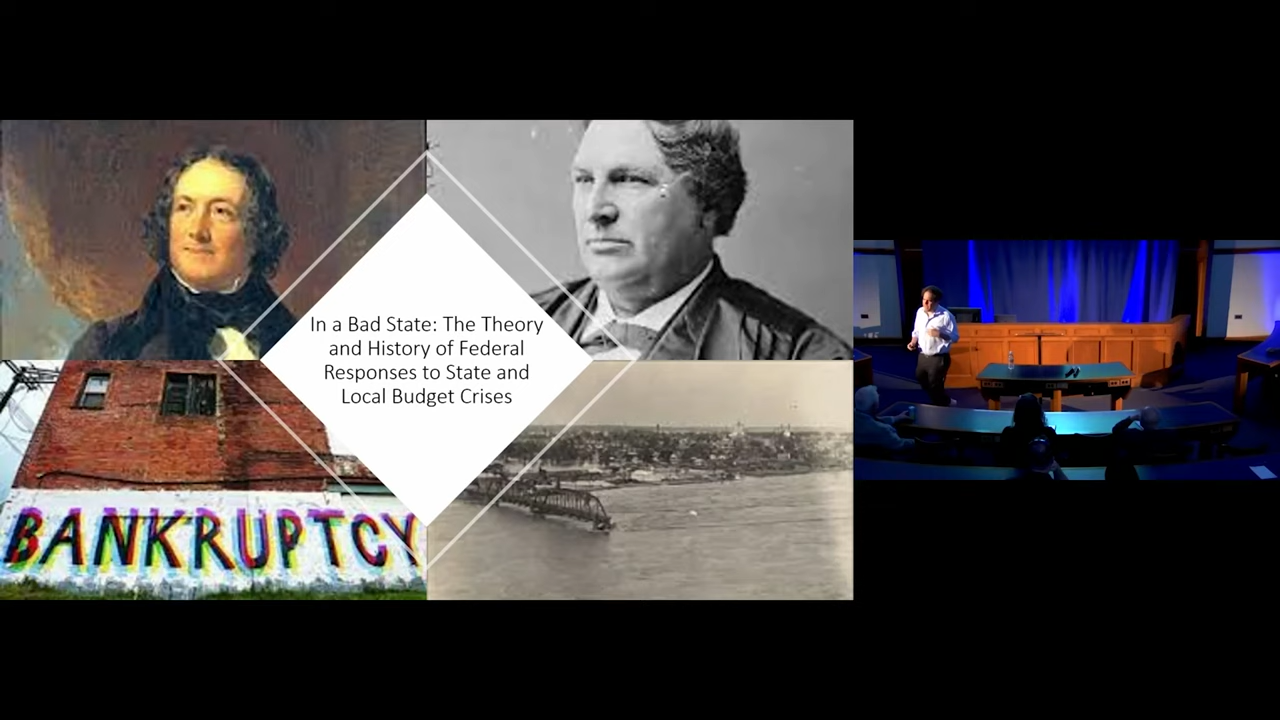 In a Bad State: The Theory
and History of Federal
Responses to State and
Local Budget Crises
BANKRUPTCY